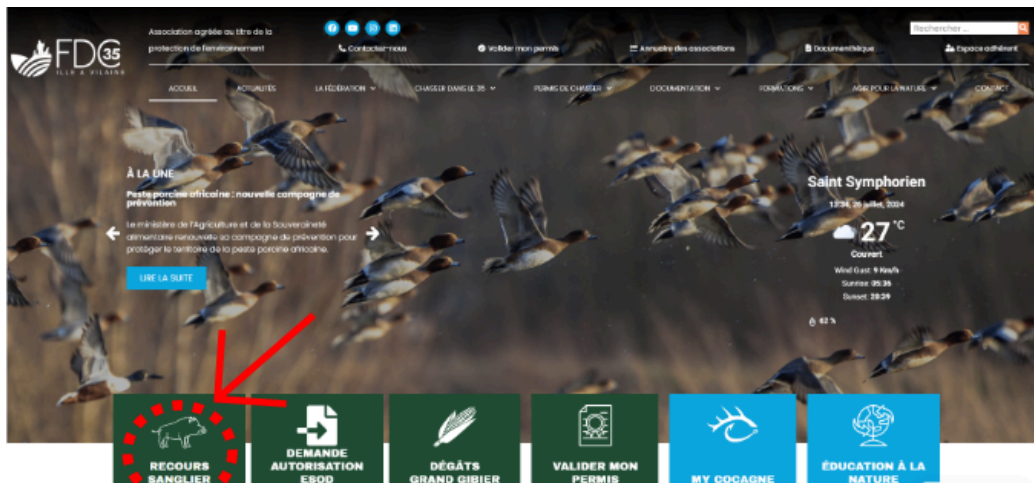 Association agréée au titre de la
protection de l'environnement
Rechercher ...
FDC 35
ILLE & VILAINE
Contactez-nous
Valider mon permis
Annuaire des associations
Documenthèque
Espace adhérent
ACCUEIL
ACTUALITÉS
LA FÉDÉRATION
CHASSER DANS LE 35
PERMIS DE CHASSER
DOCUMENTATION
FORMATIONS
AGIR POUR LA NATURE
CONTACT
À LA UNE
Peste porcine africaine : nouvelle campagne de
prévention
Le ministère de l'Agriculture et de la Souveraineté
alimentaire renouvelle sa campagne de prévention pour
protéger le territoire de la peste porcine africaine.
LIRE LA SUITE
Saint Symphorien
13:34, 26 juillet, 2024
27 °C
Couvert
Wind Gust: 9 Km/h
Sunrise: 05:36
Sunset: 20:39
62 %
RECOURS
SANGLIER
DEMANDE
AUTORISATION
ESOD
DÉGÂTS
GRAND GIBIER
VALIDER MON
PERMIS
MY COCAGNE
ÉDUCATION À LA
NATURE